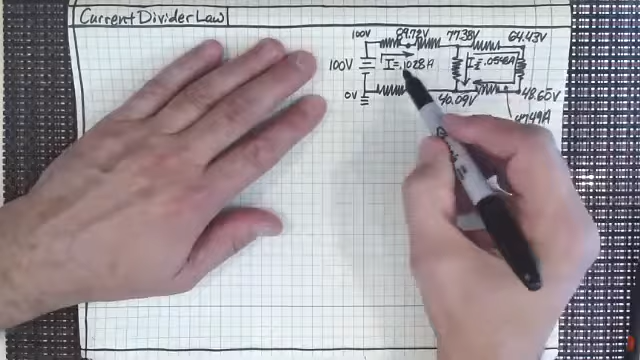 Current Divider Law
100V 89.72V 77.38V 64.43V
100V I=.1028A I=.0548A
0V 40.09V 48.65V